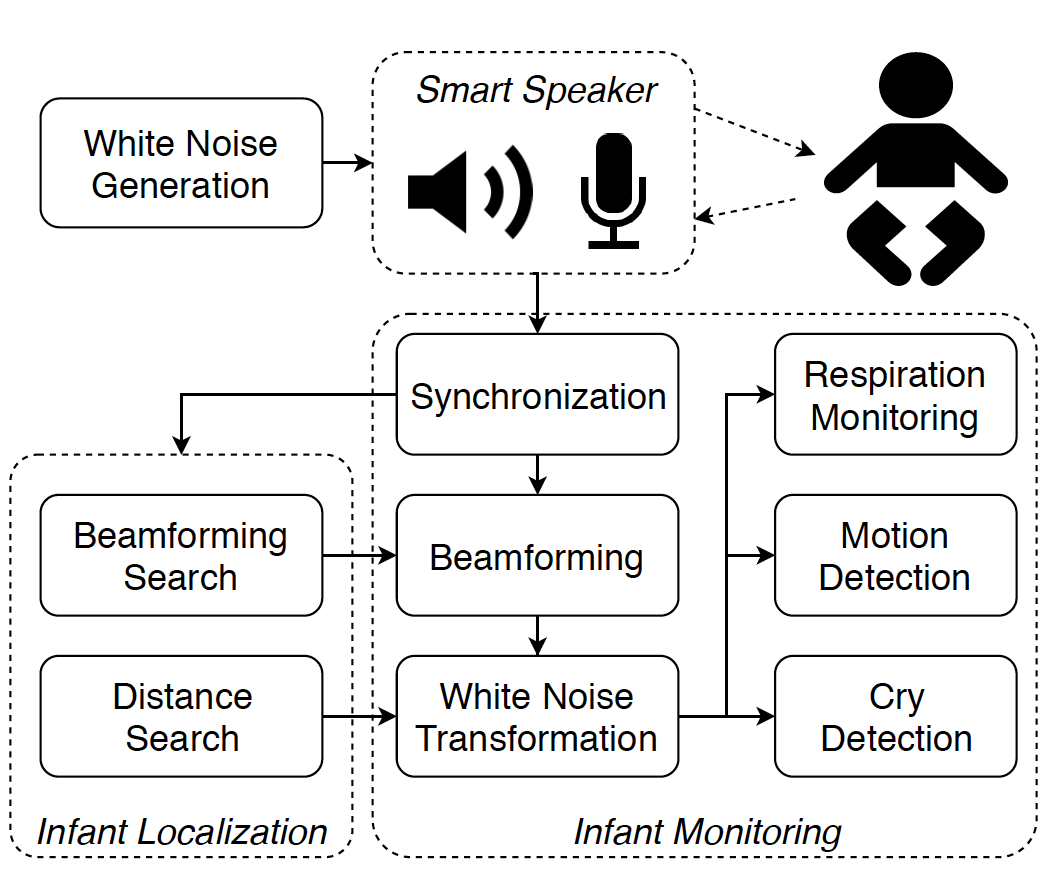 Smart Speaker
White Noise
Generation
Synchronization
Respiration
Monitoring
Beamforming
Search
Beamforming
Motion
Detection
Distance
Search
White Noise
Transformation
Cry
Detection
Infant Localization
Infant Monitoring